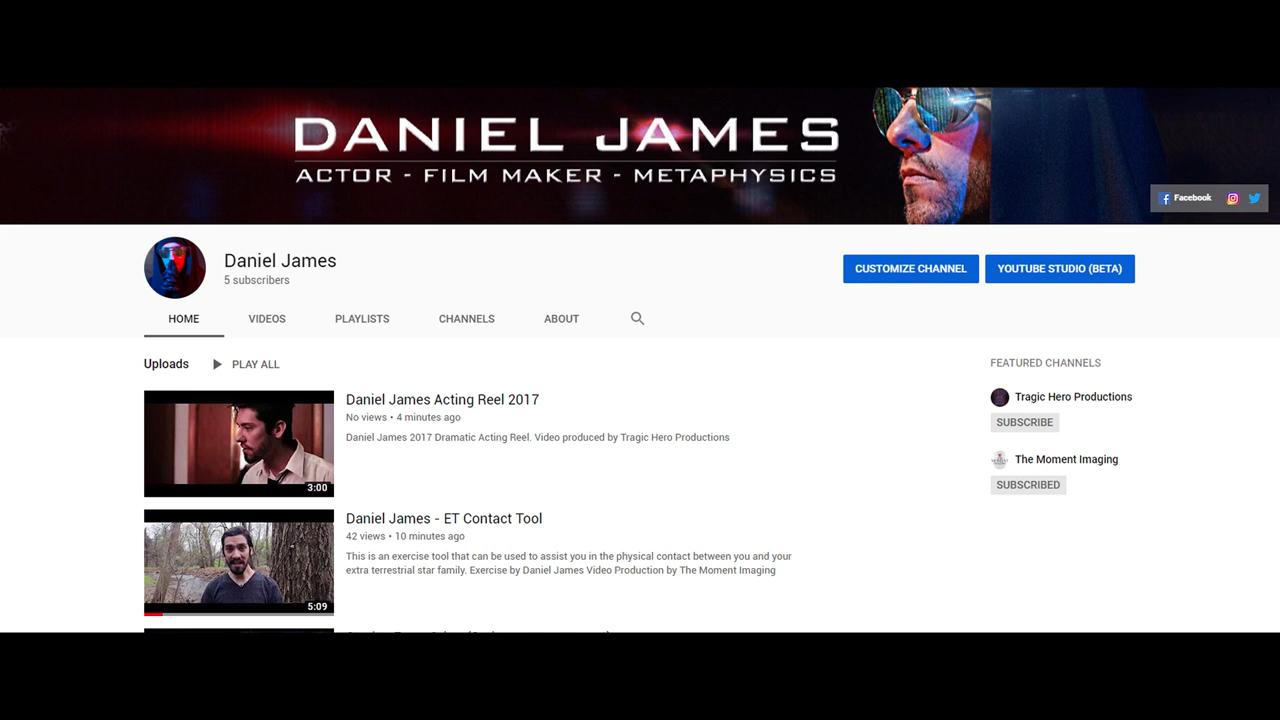 DANIEL JAMES
ACTOR - FILM MAKER - METAPHYSICS
Facebook
Daniel James
5 subscribers
CUSTOMIZE CHANNEL
YOUTUBE STUDIO (BETA)
HOME VIDEOS PLAYLISTS CHANNELS ABOUT
Uploads PLAY ALL
Daniel James Acting Reel 2017
No views • 4 minutes ago
Daniel James 2017 Dramatic Acting Reel. Video produced by Tragic Hero Productions
3:00
Daniel James - ET Contact Tool
42 views • 10 minutes ago
This is an exercise tool that can be used to assist you in the physical contact between you and your
extra terrestrial star family. Exercise by Daniel James Video Production by The Moment Imaging
5:09
FEATURED CHANNELS
Tragic Hero Productions
SUBSCRIBE
The Moment Imaging
SUBSCRIBED